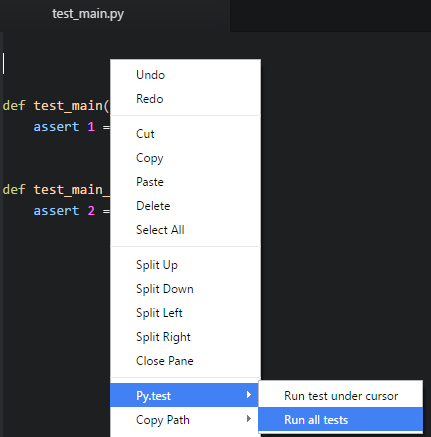 test_main.py
def test_main(
assert 1 =
def test_main_
assert 2 =
Undo
Redo
Cut
Copy
Paste
Delete
Select All
Split Up
Split Down
Split Left
Split Right
Close Pane
Py.test
Copy Path
Run test under cursor
Run all tests